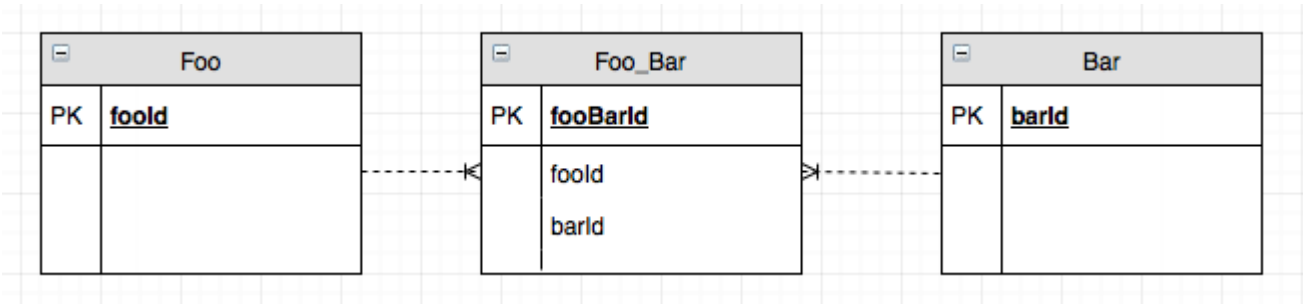 Foo
PK fooId
Foo_Bar
PK fooBarId
fooId
barId
Bar
PK barId